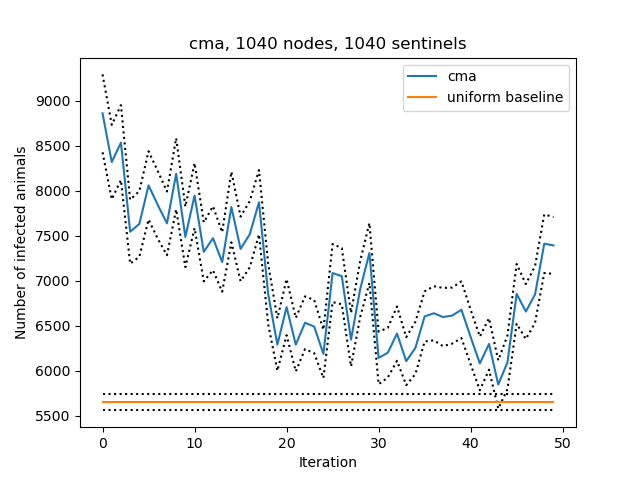 cma, 1040 nodes, 1040 sentinels
cma
uniform baseline
Number of infected animals
9000
8500
8000
7500
7000
6500
6000
5500
0 10 20 30 40 50
Iteration